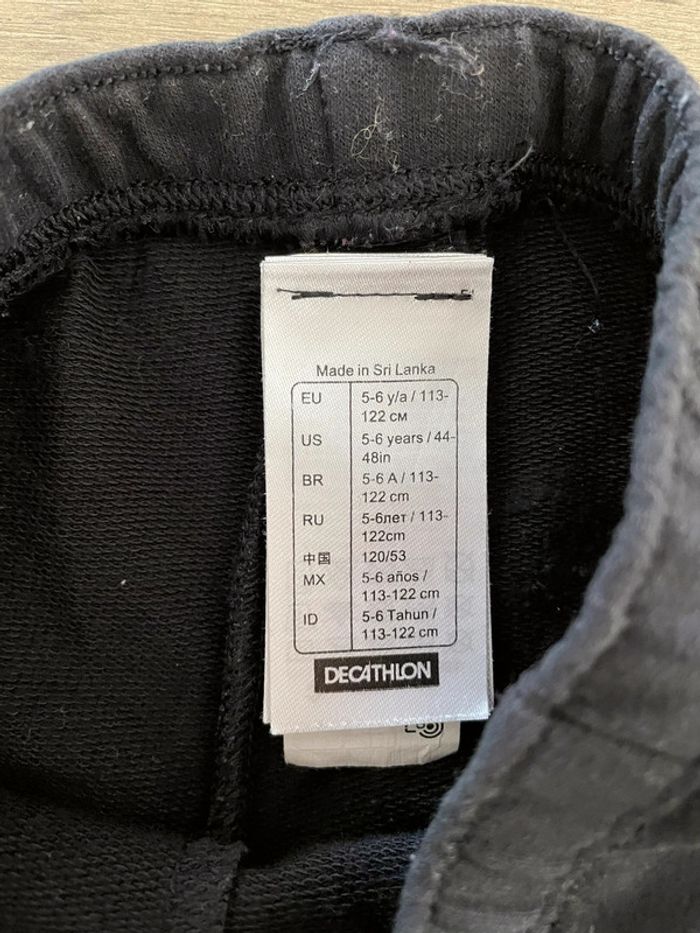 Made in Sri Lanka
EU 5-6 y/a / 113-
122 см
US 5-6 years / 44-
48in
BR 5-6 A / 113-
122 cm
RU 5-6лет / 113-
122cm
中国 120/53
MX 5-6 años /
113-122 cm
ID 5-6 Tahun /
113-122 cm
DECATHLON